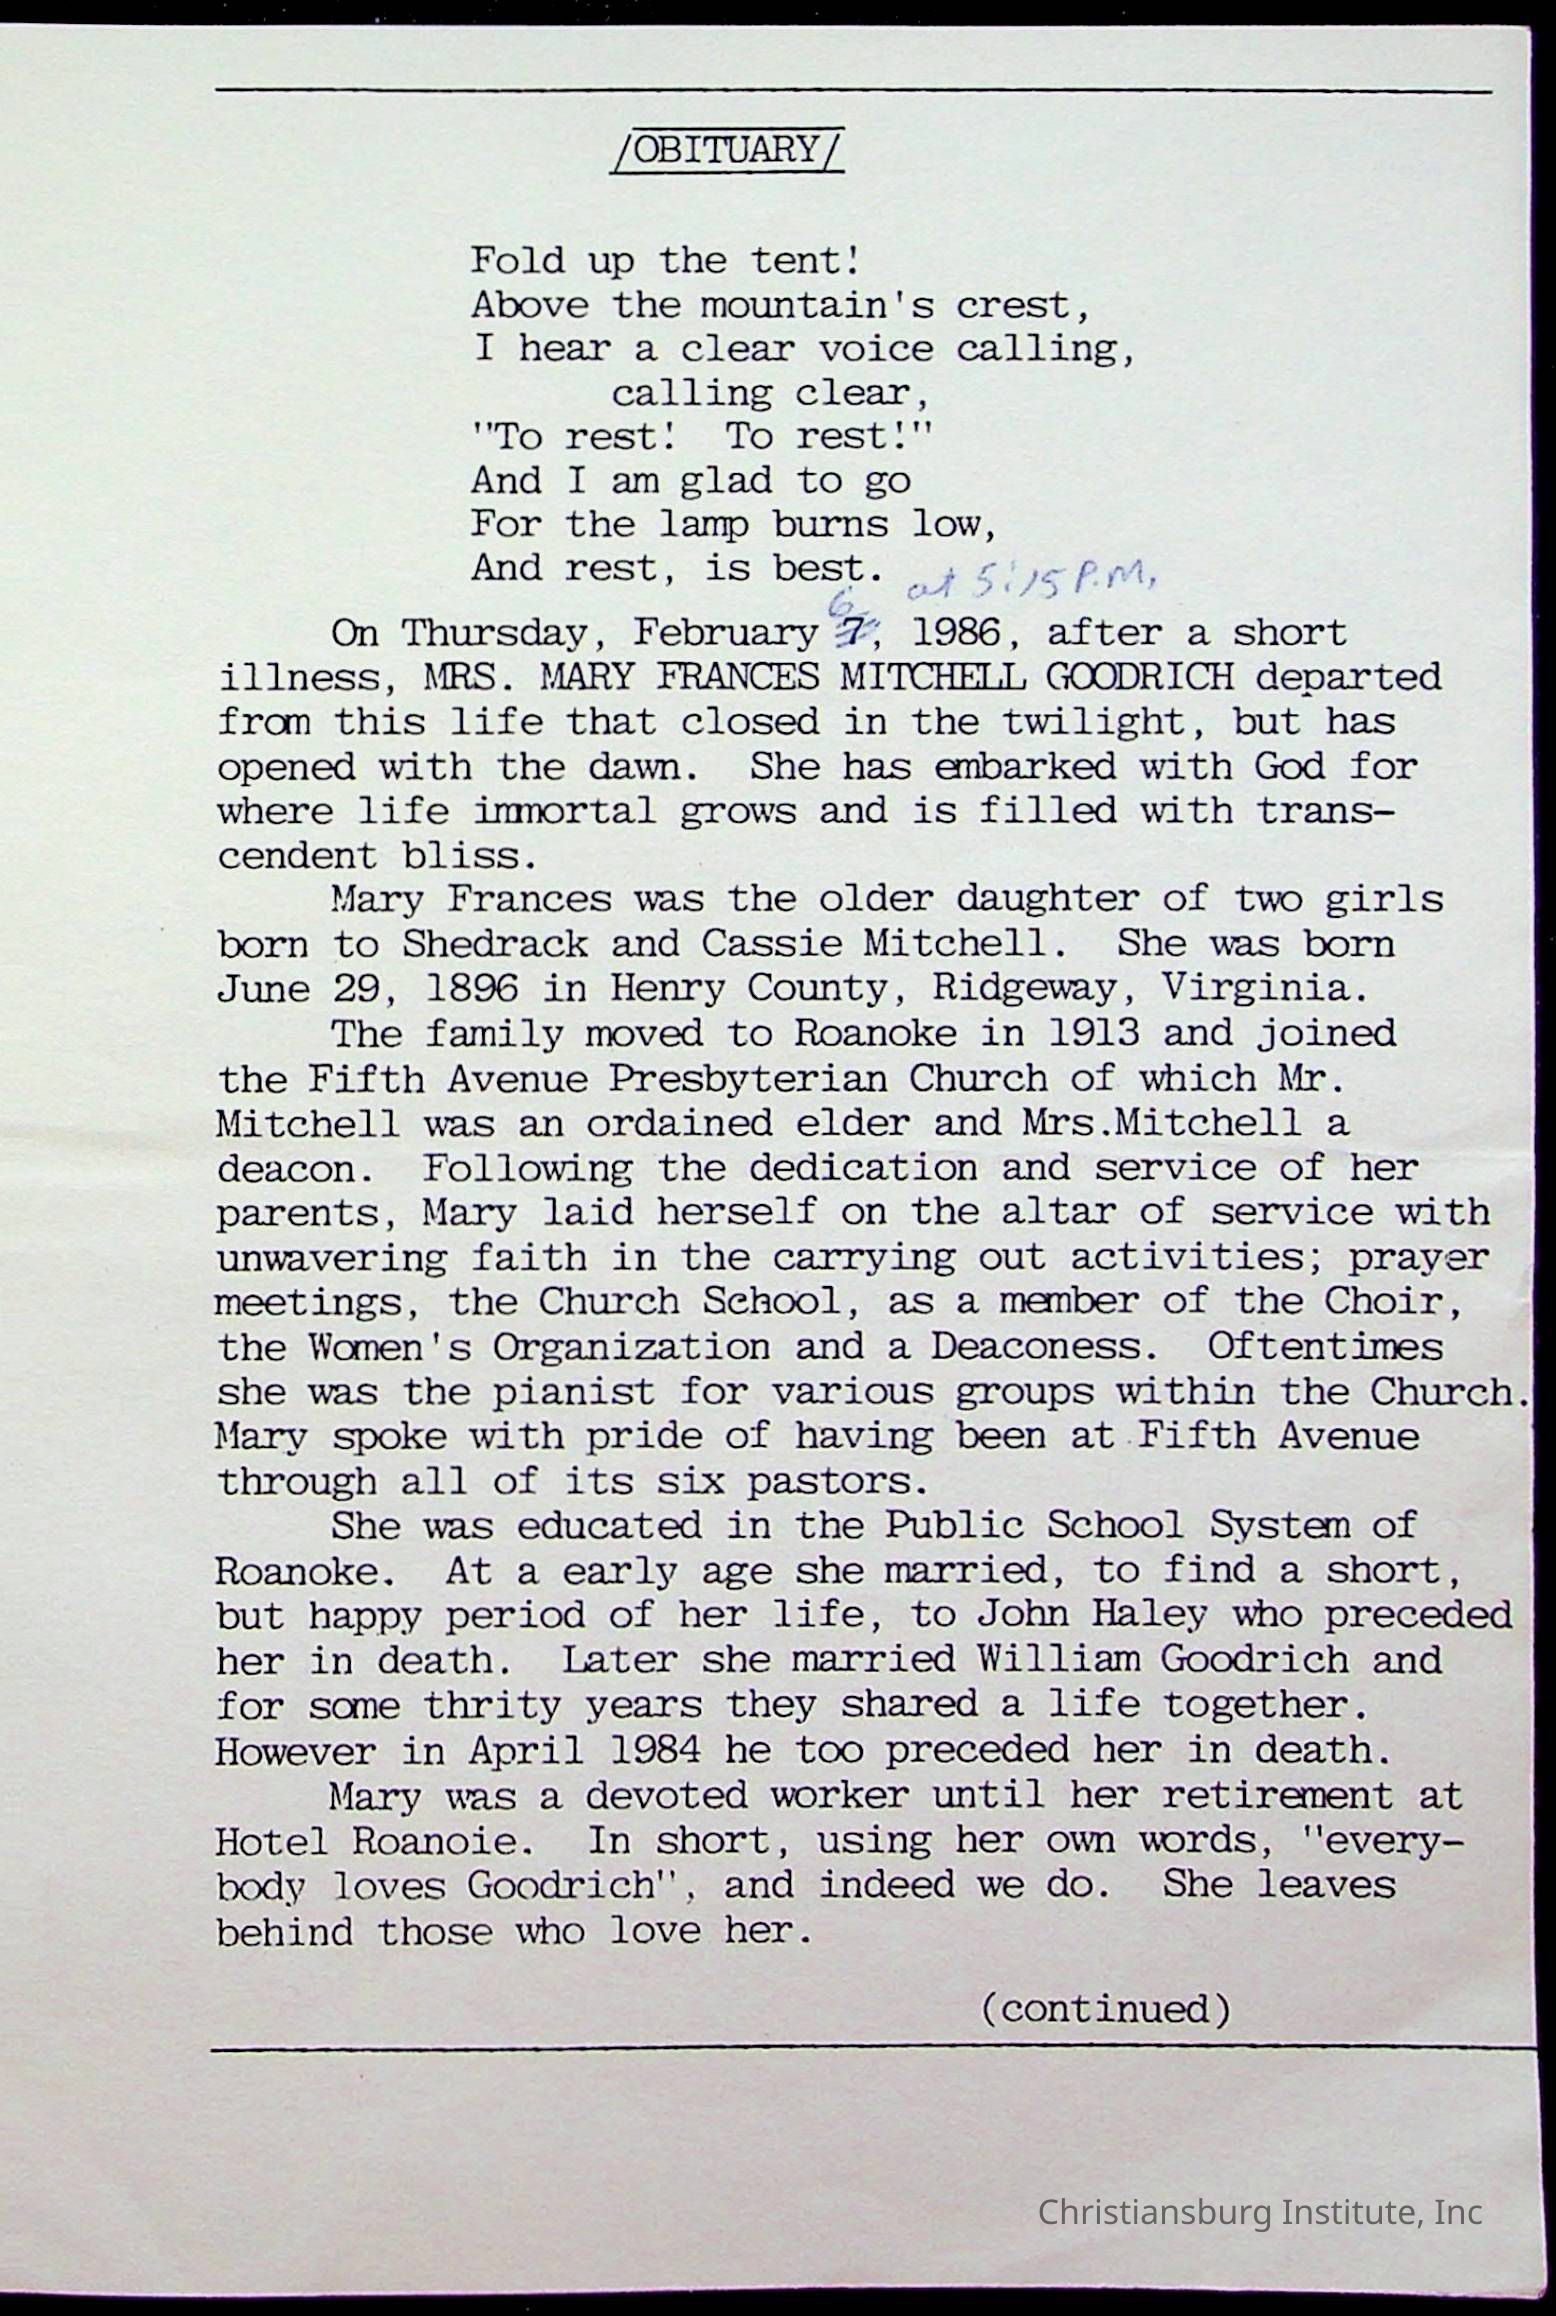 /OBITUARY/
Fold up the tent!
Above the mountain's crest,
I hear a clear voice calling,
calling clear,
"To rest!  To rest!"
And I am glad to go
For the lamp burns low,
And rest, is best.
at 5:15 P.M.
6
On Thursday, February 7, 1986, after a short
illness, MRS. MARY FRANCES MITCHELL GOODRICH departed
from this life that closed in the twilight, but has
opened with the dawn.  She has embarked with God for
where life immortal grows and is filled with trans-
cendent bliss.
Mary Frances was the older daughter of two girls
born to Shedrack and Cassie Mitchell.  She was born
June 29, 1896 in Henry County, Ridgeway, Virginia.
The family moved to Roanoke in 1913 and joined
the Fifth Avenue Presbyterian Church of which Mr.
Mitchell was an ordained elder and Mrs.Mitchell a
deacon.  Following the dedication and service of her
parents, Mary laid herself on the altar of service with
unwavering faith in the carrying out activities; prayer
meetings, the Church School, as a member of the Choir,
the Women's Organization and a Deaconess.  Oftentimes
she was the pianist for various groups within the Church.
Mary spoke with pride of having been at Fifth Avenue
through all of its six pastors.
She was educated in the Public School System of
Roanoke.  At a early age she married, to find a short,
but happy period of her life, to John Haley who preceded
her in death.  Later she married William Goodrich and
for some thrity years they shared a life together.
However in April 1984 he too preceded her in death.
Mary was a devoted worker until her retirement at
Hotel Roanoie.  In short, using her own words, "every-
body loves Goodrich", and indeed we do.  She leaves
behind those who love her.
(continued)
Christiansburg Institute, Inc